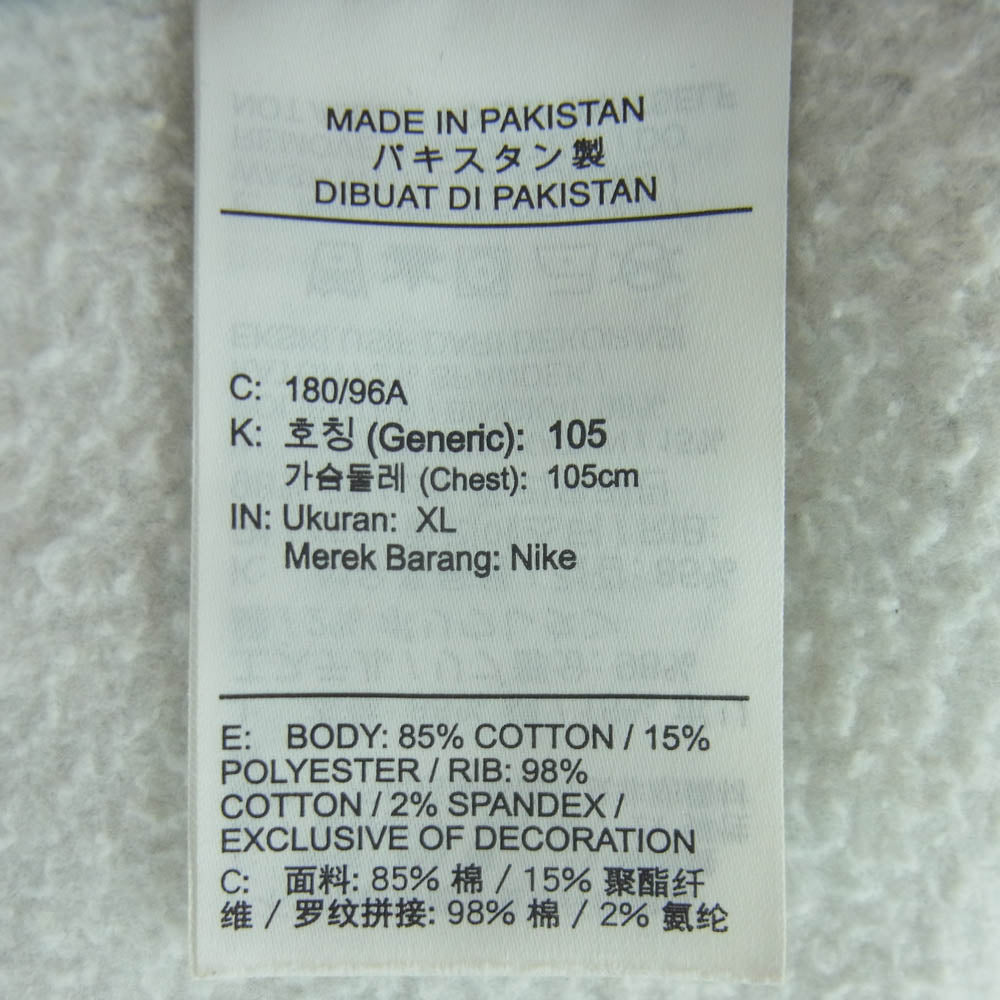 MADE IN PAKISTAN
パキスタン製
DIBUAT DI PAKISTAN
C: 180/96A
K: 호칭 (Generic): 105
가슴둘레 (Chest): 105cm
IN: Ukuran: XL
Merek Barang: Nike
E: BODY: 85% COTTON / 15%
POLYESTER / RIB: 98%
COTTON / 2% SPANDEX /
EXCLUSIVE OF DECORATION
C: 面料: 85% 棉 / 15% 聚酯纤
维 / 罗纹拼接: 98% 棉 / 2% 氨纶